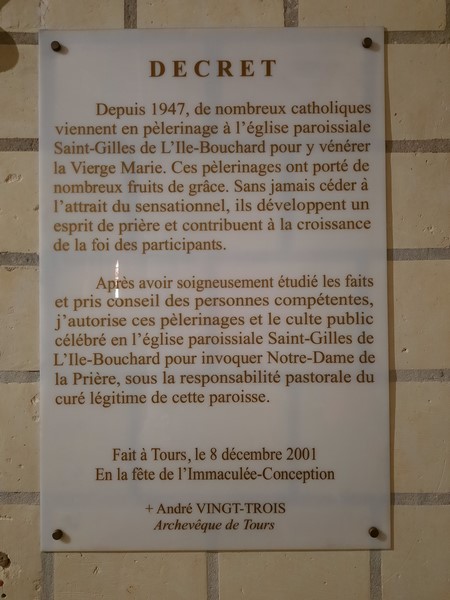 DECRET
Depuis 1947, de nombreux catholiques
viennent en pèlerinage à l'église paroissiale
Saint-Gilles de L'Ile-Bouchard pour y vénérer
la Vierge Marie. Ces pèlerinages ont porté de
nombreux fruits de grâce. Sans jamais céder à
l'attrait du sensationnel, ils développent un
esprit de prière et contribuent à la croissance
de la foi des participants.
Après avoir soigneusement étudié les faits
et pris conseil des personnes compétentes,
j'autorise ces pèlerinages et le culte public
célébré en l'église paroissiale Saint-Gilles de
L'Ile-Bouchard pour invoquer Notre-Dame de
la Prière, sous la responsabilité pastorale du
curé légitime de cette paroisse.
Fait à Tours, le 8 décembre 2001
En la fête de l'Immaculée-Conception
+ André VINGT-TROIS
Archevêque de Tours